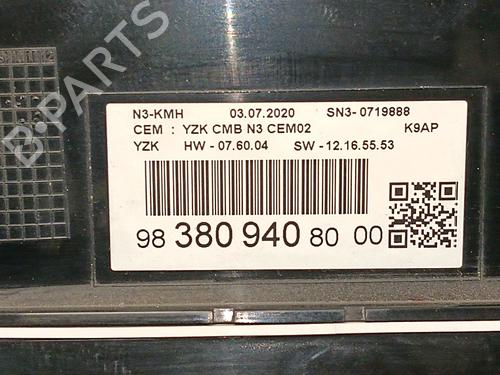 B-PARTS
N3-KMH 03.07.2020 SN3- 0719888
CEM : YZK CMB N3 CEM02 K9AP
YZK HW - 07.60.04 SW - 12.16.55.53
98 380 940 80 00